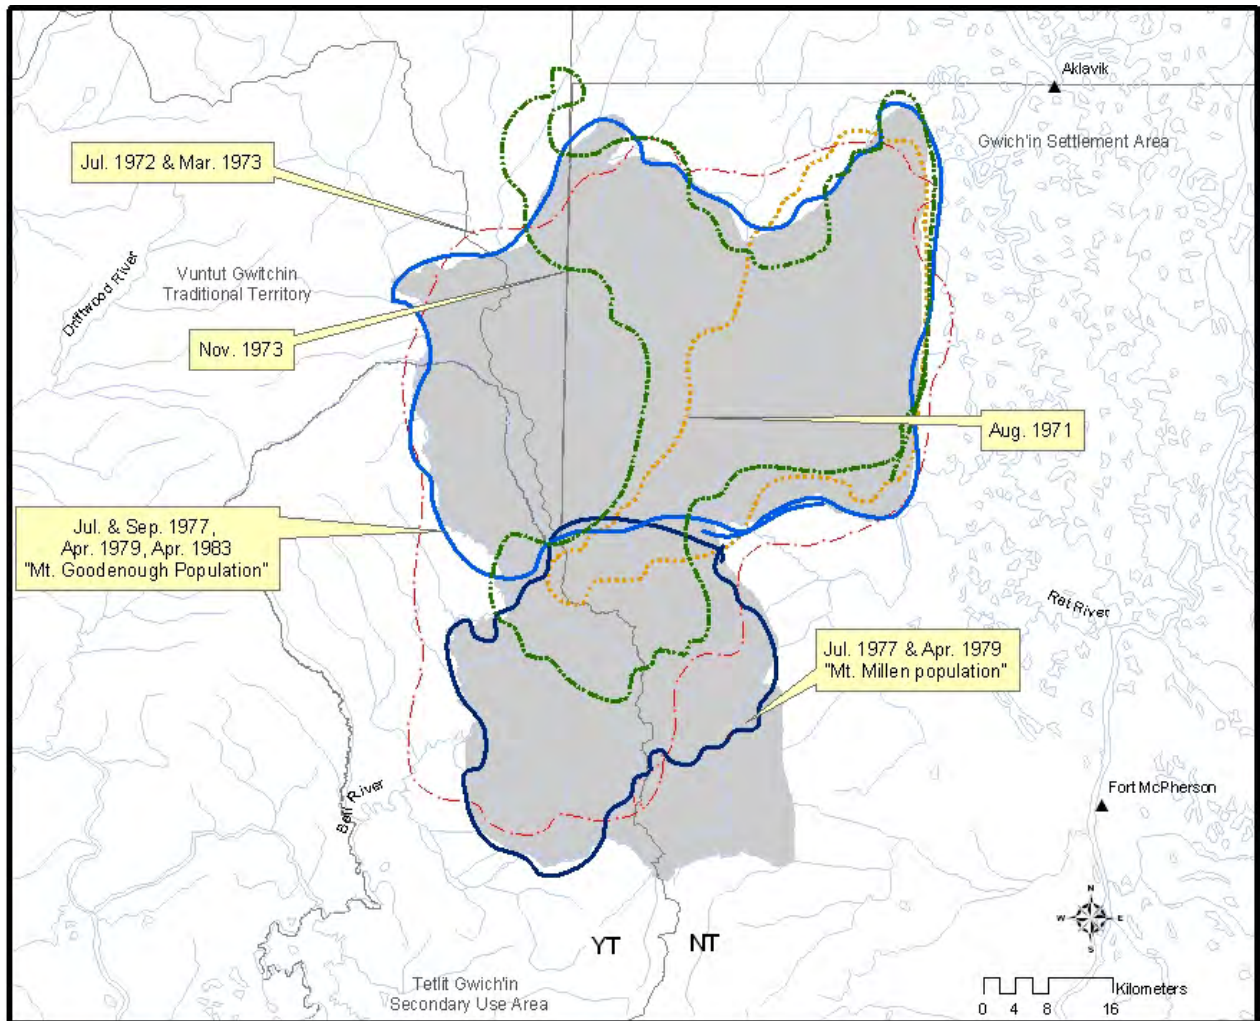 Aklavik
Gwich'in Settlement Area
Jul. 1972 & Mar. 1973
Vuntut Gwitchin
Traditional Territory
Driftwood River
Nov. 1973
Aug. 1971
Jul. & Sep. 1977,
Apr. 1979, Apr. 1983
"Mt. Goodenough Population"
Rat River
Jul. 1977 & Apr. 1979
"Mt. Millen population"
Bell River
Fort McPherson
N
W E
S
YT NT
Tetlit Gwich'in
Secondary Use Area
Kilometers
0 4 8 16